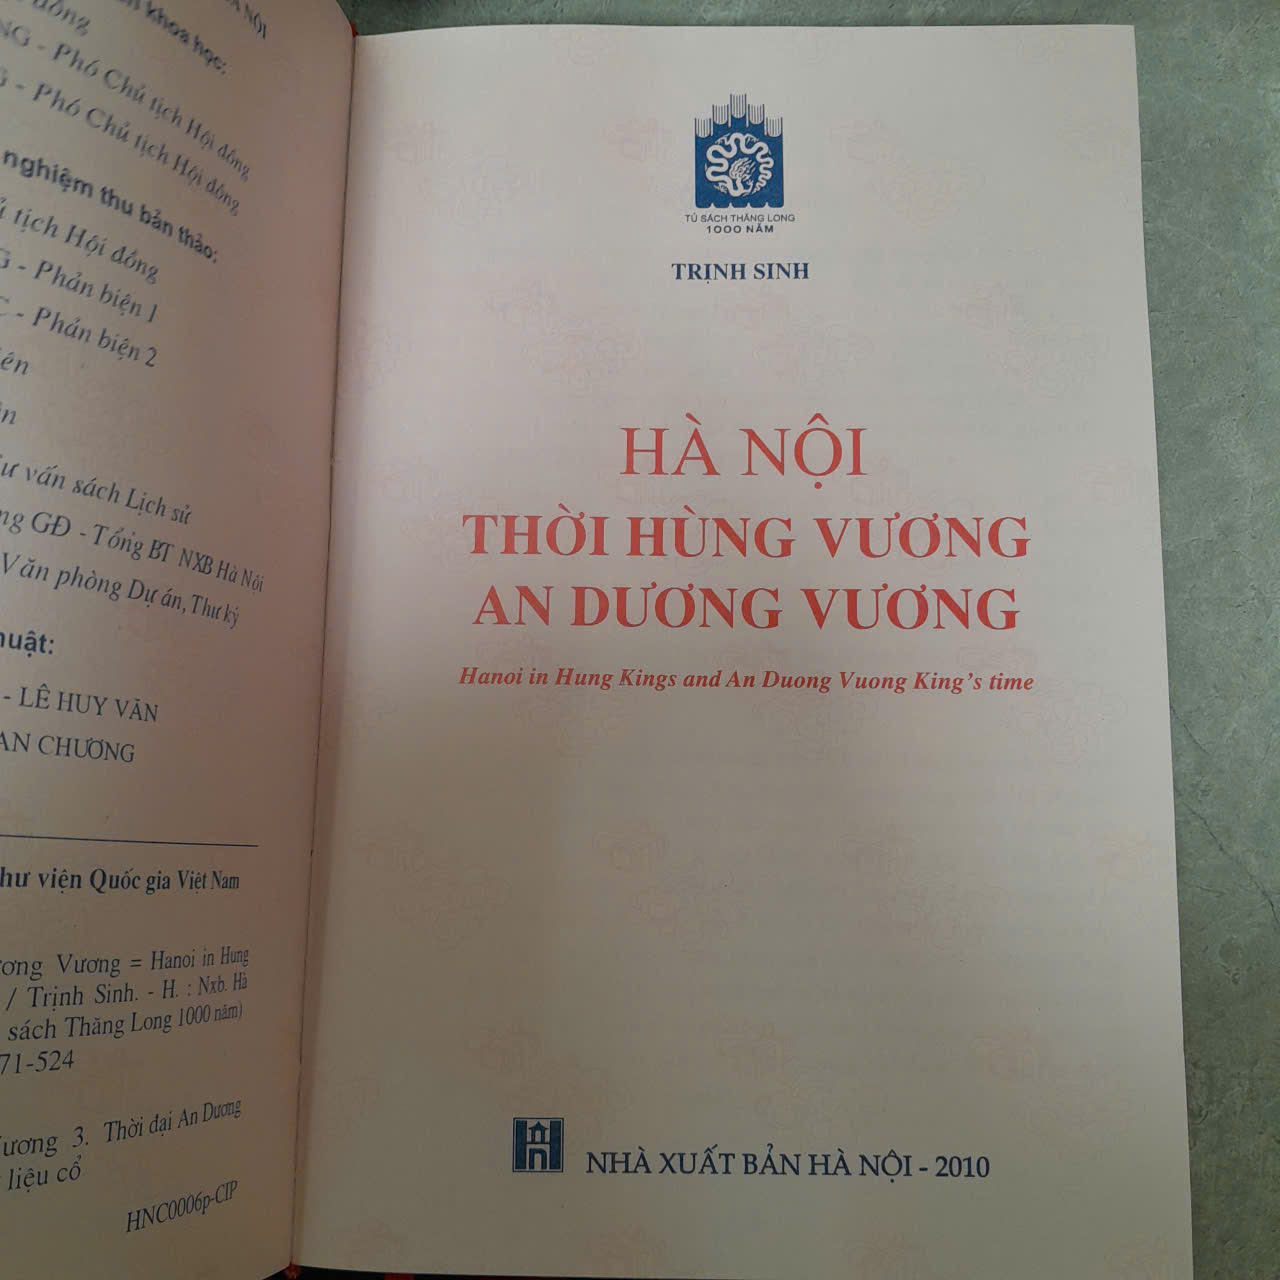 À NỘI
khoa học:
đồng
NG - Phó Chủ tịch Hội đồng
G - Phó Chủ tịch Hội đồng
nghiệm thu bản thảo:
tịch Hội đồng
G - Phản biện 1
C - Phản biện 2
vấn sách Lịch sử
GĐ - Tổng BT NXB Hà Nội
Văn phòng Dự án, Thư ký
- LÊ HUY VĂN
AN CHƯƠNG
viện Quốc gia Việt Nam
ương Vương = Hanoi in Hung
/ Trịnh Sinh. - H. : Nxb. Hà
sách Thăng Long 1000 năm)
71-524
ương 3. Thời đại An Dương
liệu cổ
HNC0006p-CIP
TỦ SÁCH THĂNG LONG
1000 NĂM
TRỊNH SINH
HÀ NỘI
THỜI HÙNG VƯƠNG
AN DƯƠNG VƯƠNG
Hanoi in Hung Kings and An Duong Vuong King's time
NHÀ XUẤT BẢN HÀ NỘI - 2010